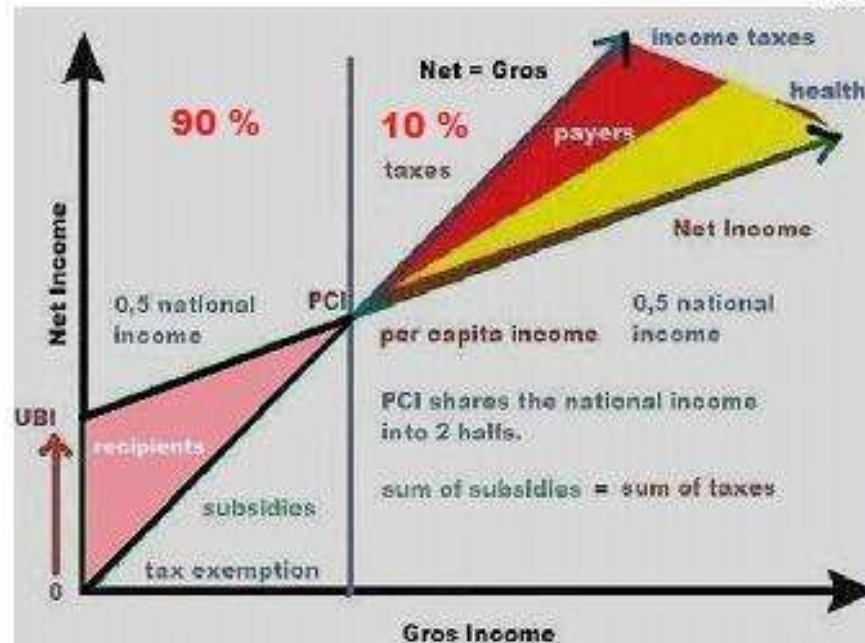 income taxes
Net = Gros
health
90 %
10 %
payers
taxes
Net Income
Net Income
0,5 national
income
PCI
0,5 national
income
per capita income
UBI
PCI shares the national income
into 2 halfs.
recipients
sum of subsidies = sum of taxes
subsidies
tax exemption
0
Gros Income